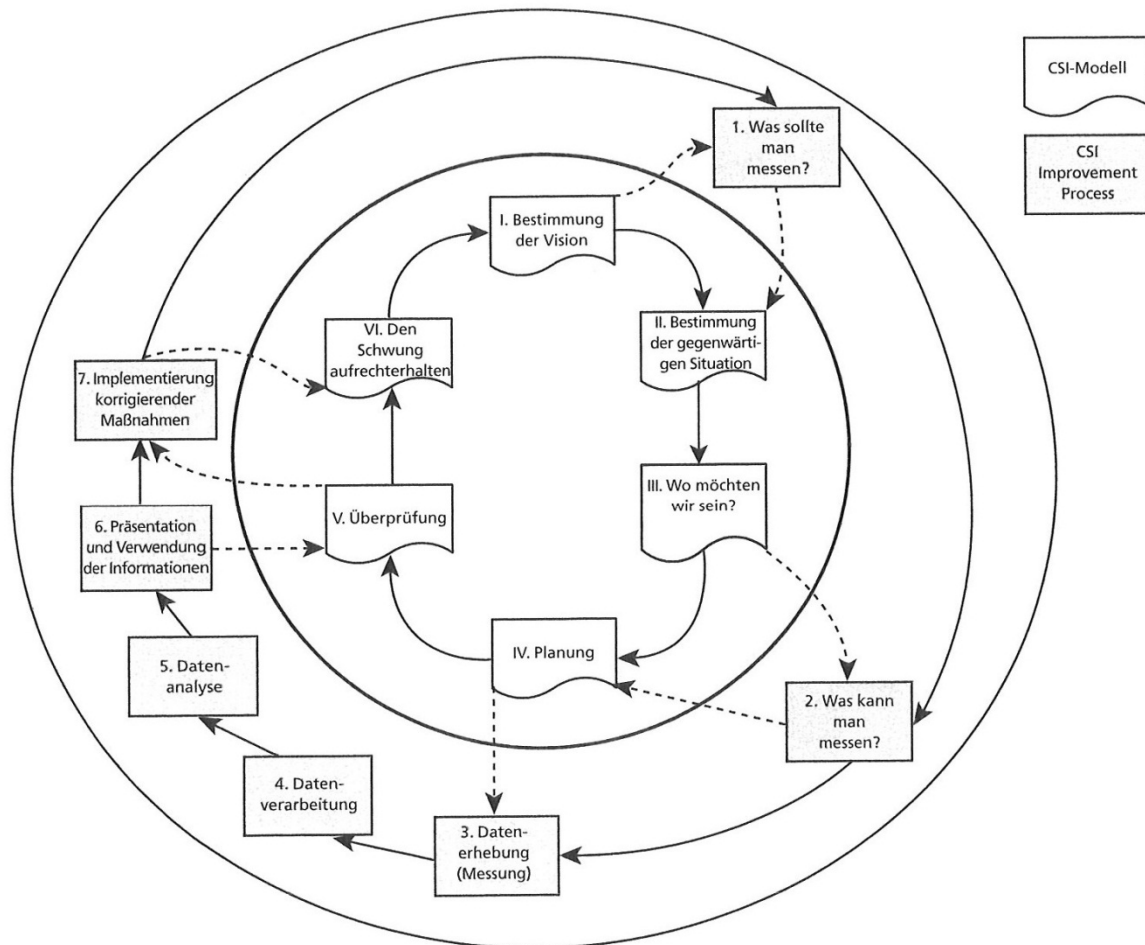 CSI-Modell
CSI
Improvement
Process
1. Was sollte
man
messen?
I. Bestimmung
der Vision
II. Bestimmung
der gegenwärti-
gen Situation
VI. Den
Schwung
aufrechterhalten
7. Implementierung
korrigierender
Maßnahmen
III. Wo möchten
wir sein?
V. Überprüfung
6. Präsentation
und Verwendung
der Informationen
IV. Planung
5. Daten-
analyse
2. Was kann
man
messen?
4. Daten-
verarbeitung
3. Daten-
erhebung
(Messung)